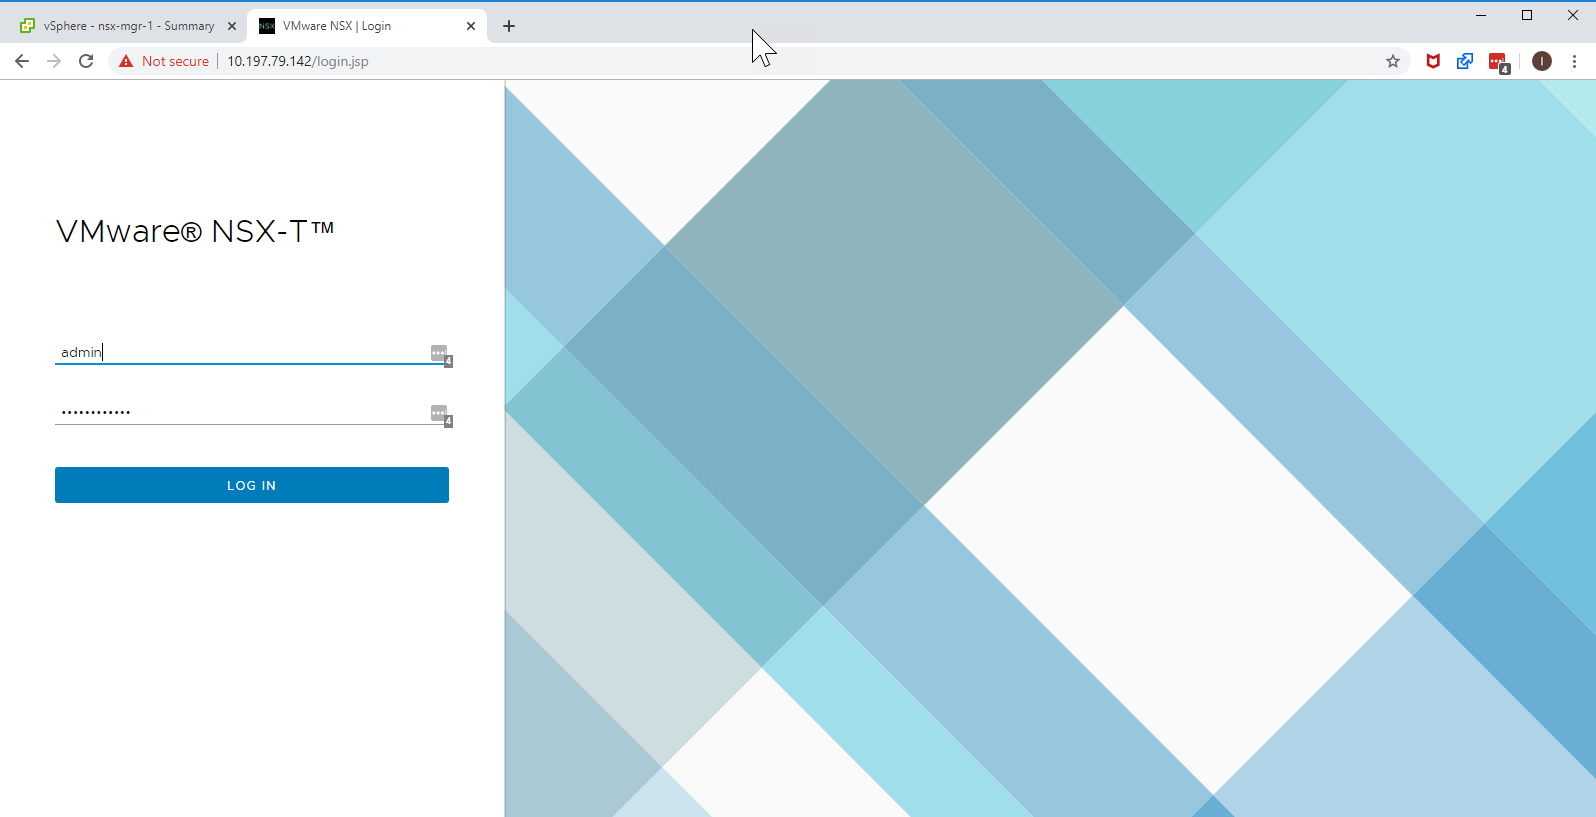 vSphere - nsx-mgr-1 - Summary
NSX
VMware NSX | Login
Not secure
10.197.79.142/login.jsp
4
I
VMware® NSX-T™
admin
4
••••••••••••
4
LOG IN